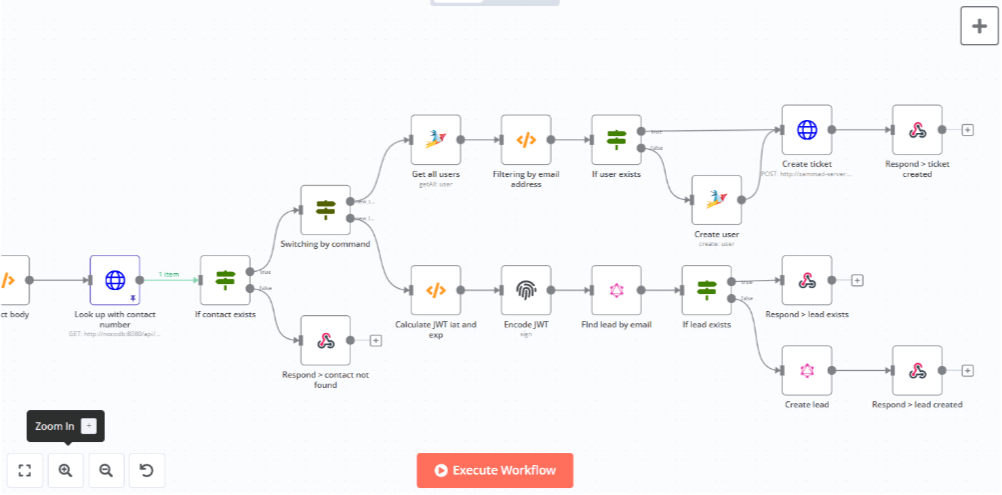 Get all users
getAll: user
Filtering by email
address
If user exists
true
false
Create ticket
POST: http://zammad-server...
Respond > ticket
created
Create user
create: user
Switching by command
ct body
Look up with contact
number
GET: http://nocodb:8080/api/...
1 item
If contact exists
true
false
Respond > contact not
found
Calculate JWT iat and
exp
Encode JWT
sign
FInd lead by email
If lead exists
true
false
Respond > lead exists
Create lead
Respond > lead created
Zoom In +
Execute Workflow